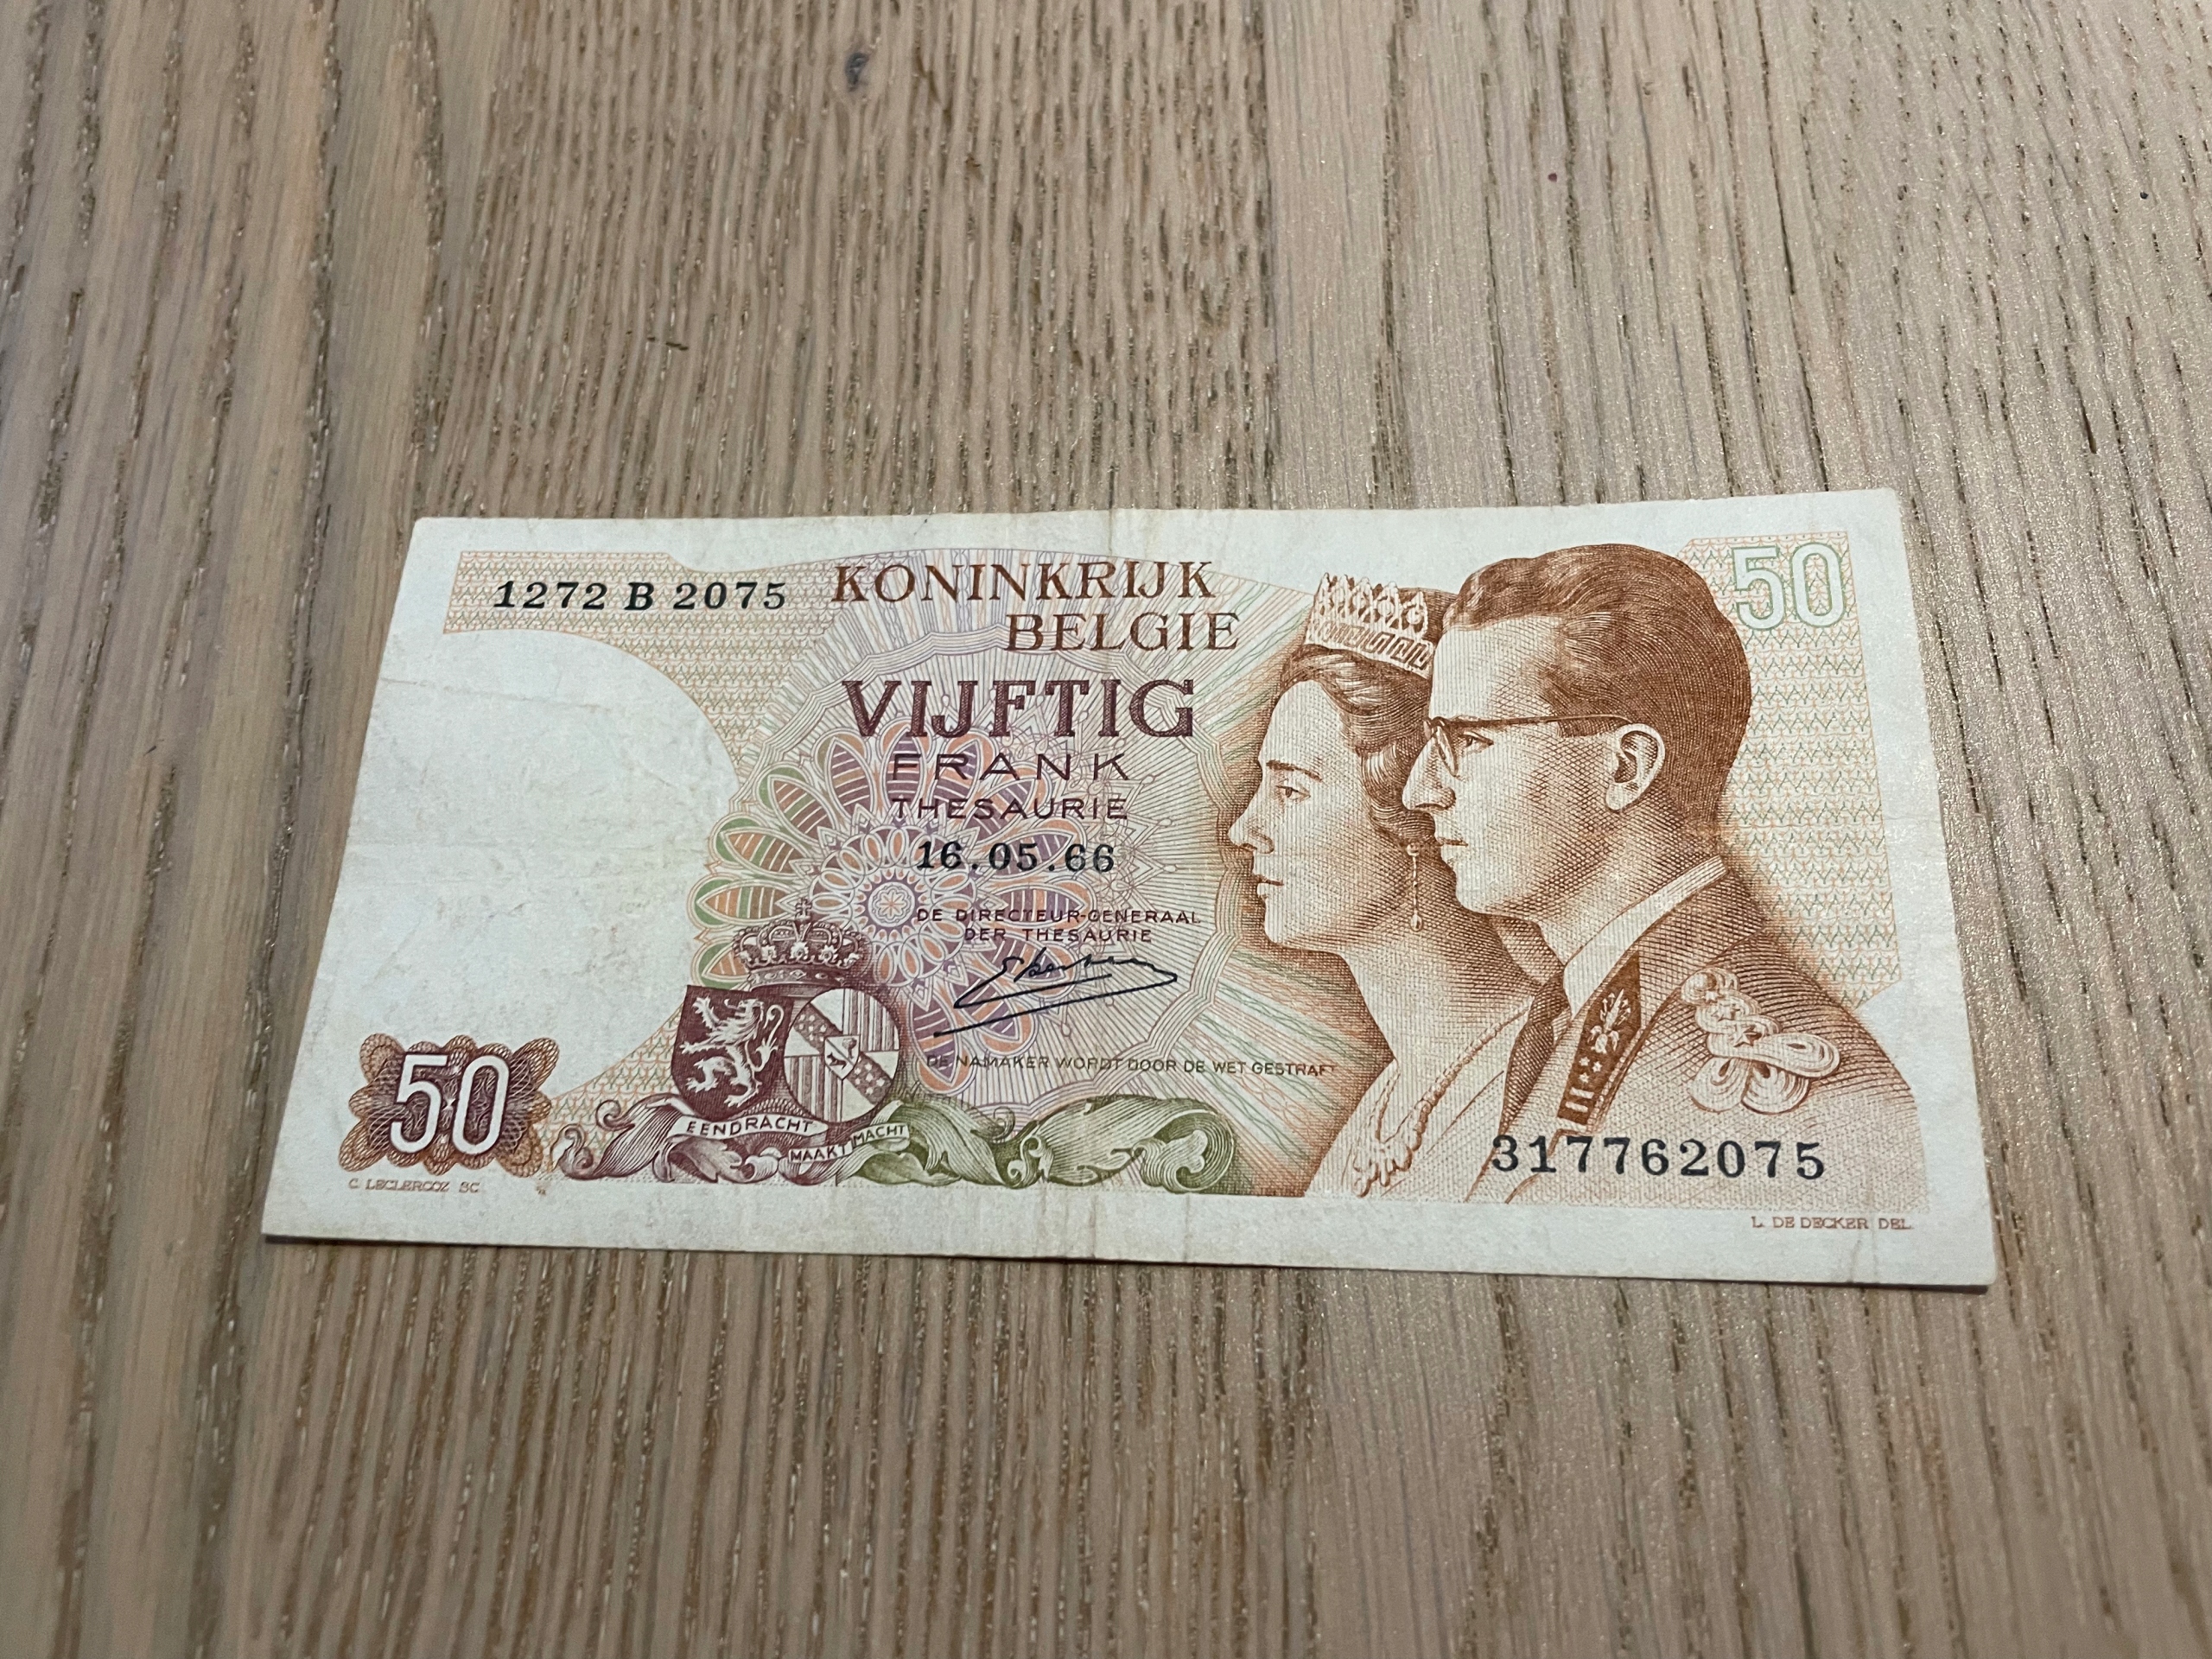 1272 B 2075
KONINKRIJK
BELGIE
50
VIJFTIG
FRANK
THESAURIE
16.05.66
DE DIRECTEUR-GENERAAL
DER THESAURIE
DE NAMAKER WORDT DOOR DE WET GESTRAFT
50
EENDRACHT
MAAKT MACHT
317762075
C. LECLERCQZ SC
L. DE DECKER DEL.